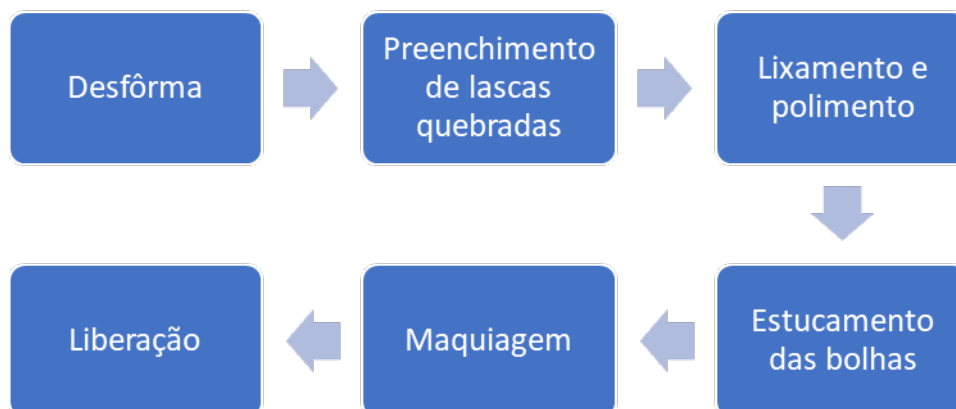 Desfôrma
Preenchimento
de lascas
quebradas
Lixamento e
polimento
Estucamento
das bolhas
Maquiagem
Liberação